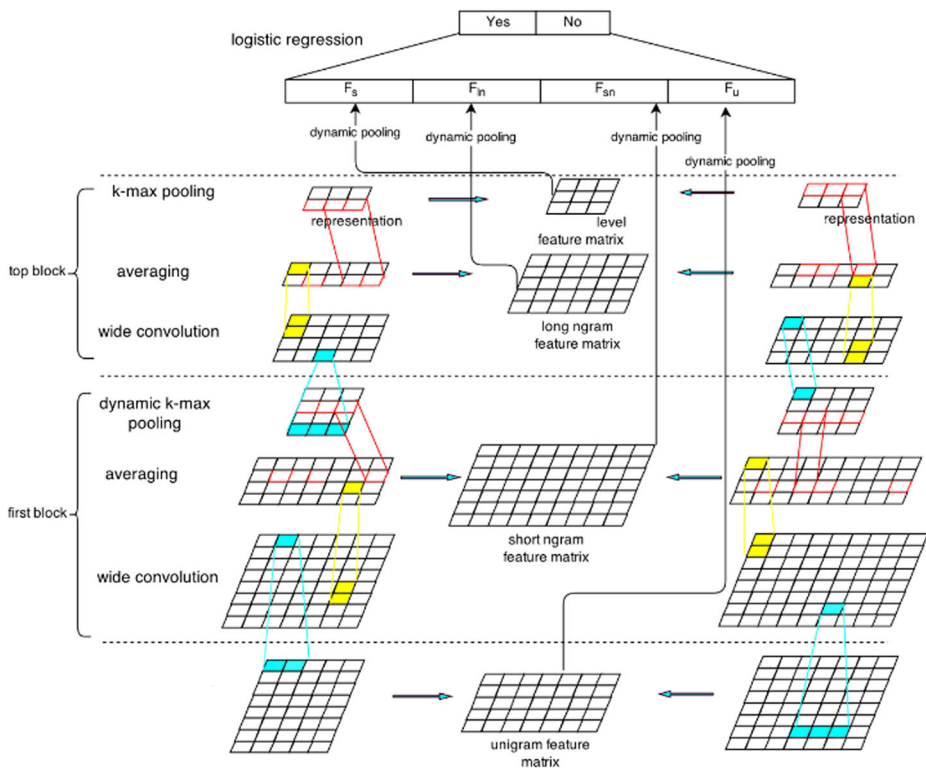 Yes No
logistic regression
Fs Fln Fsn Fu
dynamic pooling
dynamic pooling
dynamic pooling
dynamic pooling
k-max pooling
representation
level
feature matrix
representation
top block
averaging
long ngram
feature matrix
wide convolution
dynamic k-max
pooling
averaging
first block
short ngram
feature matrix
wide convolution
unigram feature
matrix